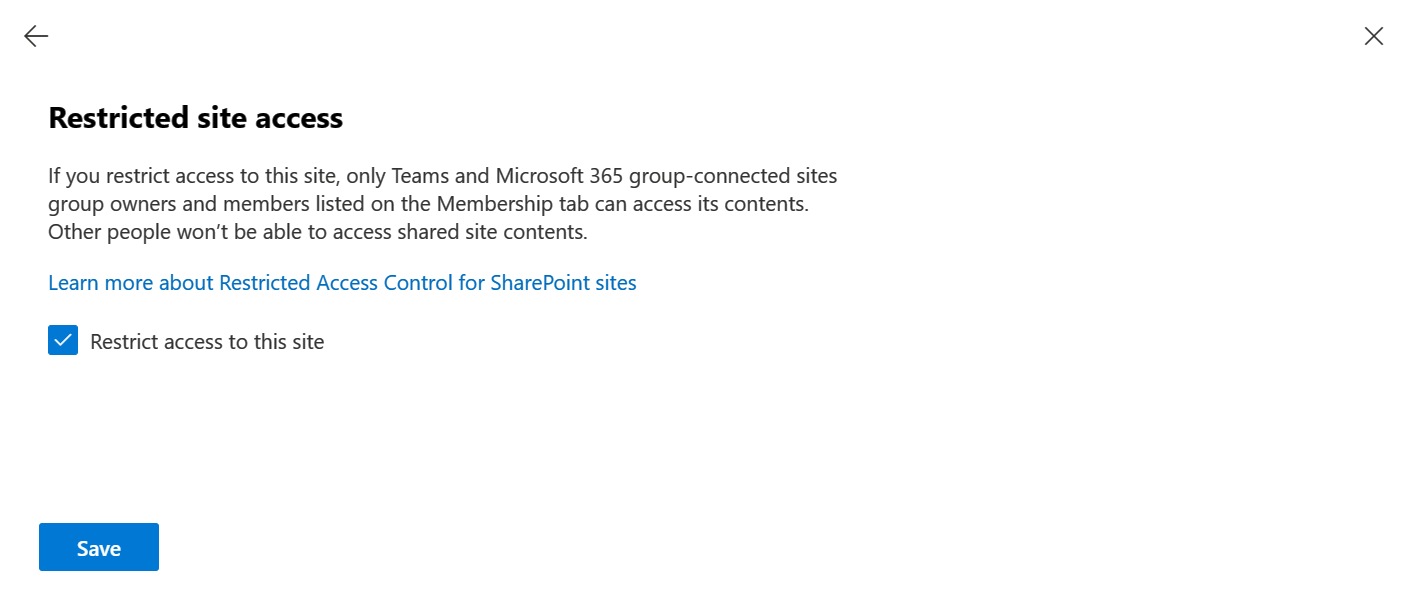 Restricted site access
If you restrict access to this site, only Teams and Microsoft 365 group-connected sites
group owners and members listed on the Membership tab can access its contents.
Other people won’t be able to access shared site contents.
Learn more about Restricted Access Control for SharePoint sites
Restrict access to this site
Save